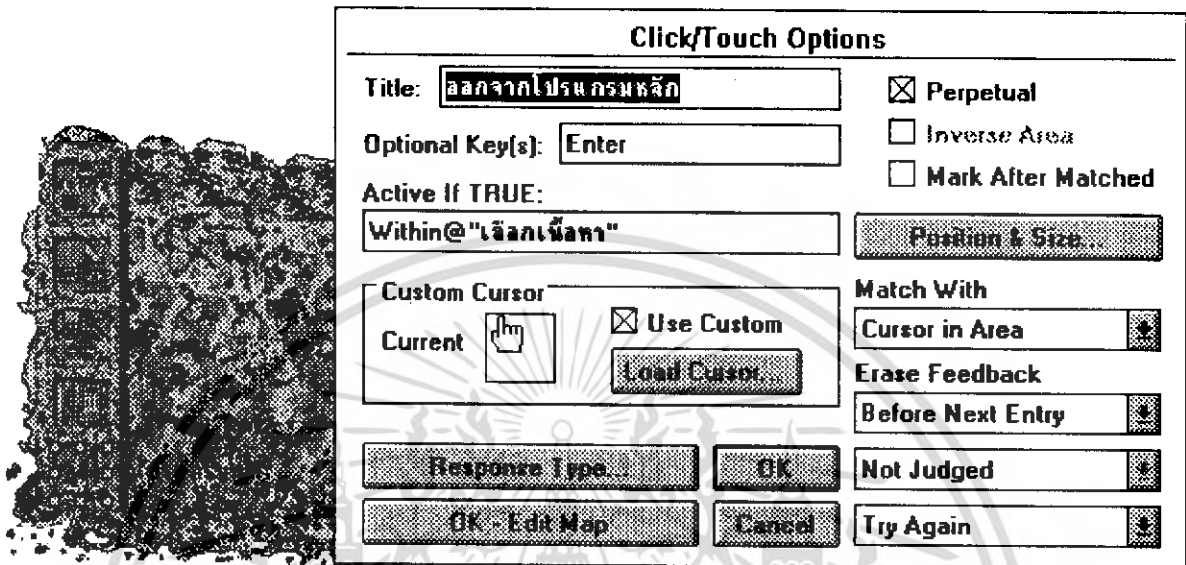 Click/Touch Options
Title: ออกจากโปรแกรมหลัก
Perpetual
Optional Key(s): Enter
Inverse Area
Mark After Matched
Active If TRUE:
Within@"เลือกเนื้อหา"
Position & Size...
Custom Cursor
Current
Use Custom
Load Cursor...
Match With
Cursor in Area
Erase Feedback
Before Next Entry
Response Type...
OK
Not Judged
OK - Edit Map
Cancel
Try Again